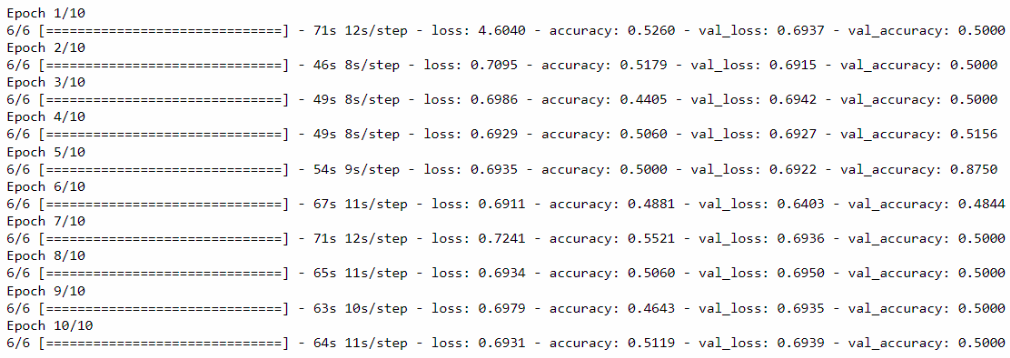 Epoch 1/10
6/6 [==============================] - 71s 12s/step - loss: 4.6040 - accuracy: 0.5260 - val_loss: 0.6937 - val_accuracy: 0.5000
Epoch 2/10
6/6 [==============================] - 46s 8s/step - loss: 0.7095 - accuracy: 0.5179 - val_loss: 0.6915 - val_accuracy: 0.5000
Epoch 3/10
6/6 [==============================] - 49s 8s/step - loss: 0.6986 - accuracy: 0.4405 - val_loss: 0.6942 - val_accuracy: 0.5000
Epoch 4/10
6/6 [==============================] - 49s 8s/step - loss: 0.6929 - accuracy: 0.5060 - val_loss: 0.6927 - val_accuracy: 0.5156
Epoch 5/10
6/6 [==============================] - 54s 9s/step - loss: 0.6935 - accuracy: 0.5000 - val_loss: 0.6922 - val_accuracy: 0.8750
Epoch 6/10
6/6 [==============================] - 67s 11s/step - loss: 0.6911 - accuracy: 0.4881 - val_loss: 0.6403 - val_accuracy: 0.4844
Epoch 7/10
6/6 [==============================] - 71s 12s/step - loss: 0.7241 - accuracy: 0.5521 - val_loss: 0.6936 - val_accuracy: 0.5000
Epoch 8/10
6/6 [==============================] - 65s 11s/step - loss: 0.6934 - accuracy: 0.5060 - val_loss: 0.6950 - val_accuracy: 0.5000
Epoch 9/10
6/6 [==============================] - 63s 10s/step - loss: 0.6979 - accuracy: 0.4643 - val_loss: 0.6935 - val_accuracy: 0.5000
Epoch 10/10
6/6 [==============================] - 64s 11s/step - loss: 0.6931 - accuracy: 0.5119 - val_loss: 0.6939 - val_accuracy: 0.5000